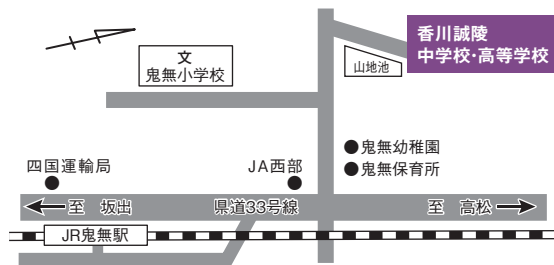 香川誠陵
中学校・高等学校
文
鬼無小学校
山地池
●鬼無幼稚園
●鬼無保育所
四国運輸局
JA西部
至 坂出
県道33号線
至 高松
JR鬼無駅